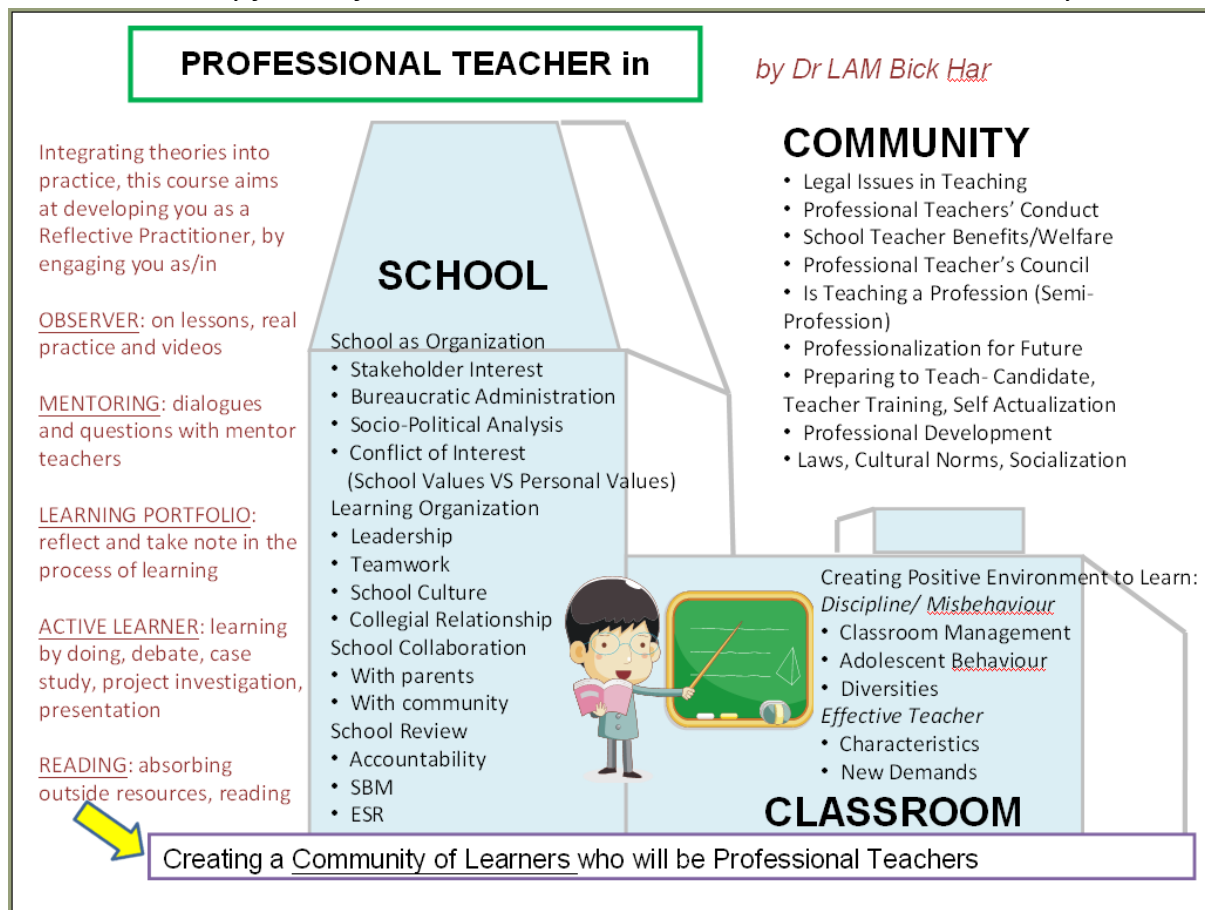 PROFESSIONAL TEACHER in
by Dr LAM Bick Har
Integrating theories into
practice, this course aims
at developing you as a
Reflective Practitioner, by
engaging you as/in
OBSERVER: on lessons, real
practice and videos
MENTORING: dialogues
and questions with mentor
teachers
LEARNING PORTFOLIO:
reflect and take note in the
process of learning
ACTIVE LEARNER: learning
by doing, debate, case
study, project investigation,
presentation
READING: absorbing
outside resources, reading
SCHOOL
School as Organization
• Stakeholder Interest
• Bureaucratic Administration
• Socio-Political Analysis
• Conflict of Interest
(School Values VS Personal Values)
Learning Organization
• Leadership
• Teamwork
• School Culture
• Collegial Relationship
School Collaboration
• With parents
• With community
School Review
• Accountability
• SBM
• ESR
COMMUNITY
• Legal Issues in Teaching
• Professional Teachers' Conduct
• School Teacher Benefits/Welfare
• Professional Teacher's Council
• Is Teaching a Profession (Semi-
Profession)
• Professionalization for Future
• Preparing to Teach- Candidate,
Teacher Training, Self Actualization
• Professional Development
• Laws, Cultural Norms, Socialization
Creating Positive Environment to Learn:
Discipline/ Misbehaviour
• Classroom Management
• Adolescent Behaviour
• Diversities
Effective Teacher
• Characteristics
• New Demands
CLASSROOM
Creating a Community of Learners who will be Professional Teachers